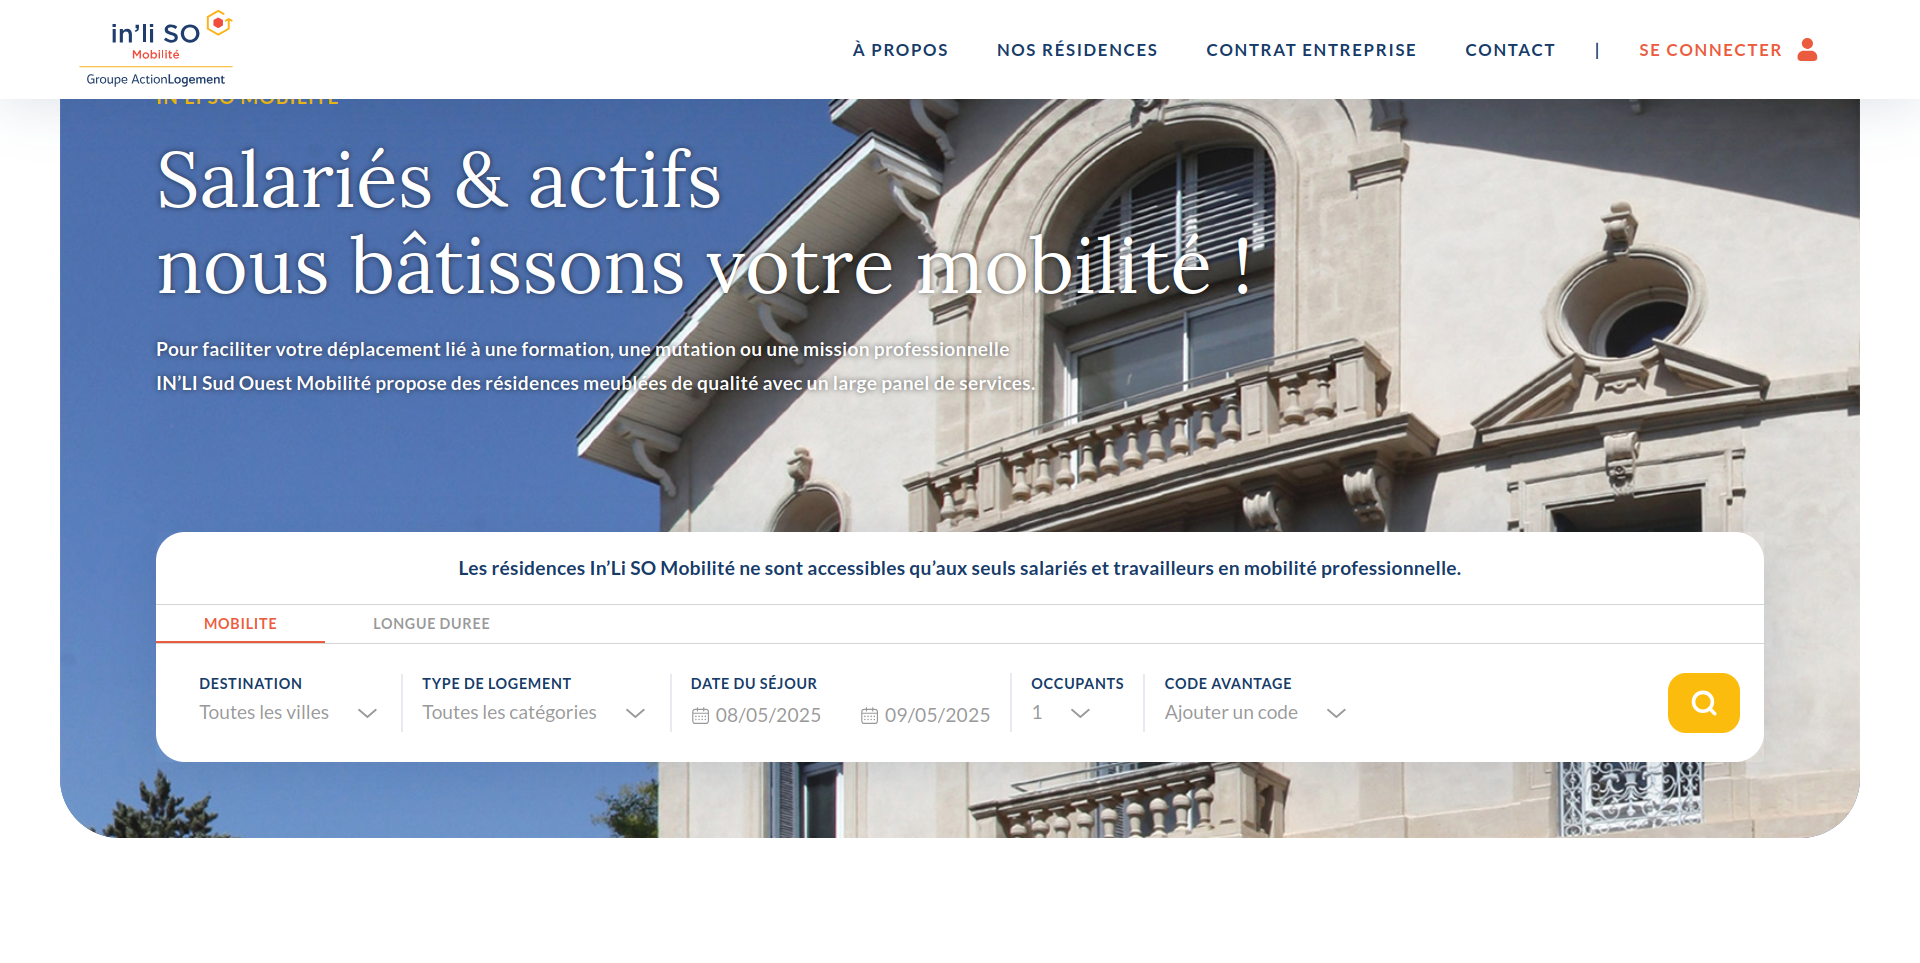 in'li SO
Mobilité
Groupe ActionLogement
À PROPOS
NOS RÉSIDENCES
CONTRAT ENTREPRISE
CONTACT
|
SE CONNECTER
IN'LI SO MOBILITÉ
Salariés & actifs
nous bâtissons votre mobilité !
Pour faciliter votre déplacement lié à une formation, une mutation ou une mission professionnelle
IN’LI Sud Ouest Mobilité propose des résidences meublées de qualité avec un large panel de services.
Les résidences In’Li SO Mobilité ne sont accessibles qu’aux seuls salariés et travailleurs en mobilité professionnelle.
MOBILITE
LONGUE DUREE
DESTINATION
Toutes les villes
TYPE DE LOGEMENT
Toutes les catégories
DATE DU SÉJOUR
08/05/2025
09/05/2025
OCCUPANTS
1
CODE AVANTAGE
Ajouter un code